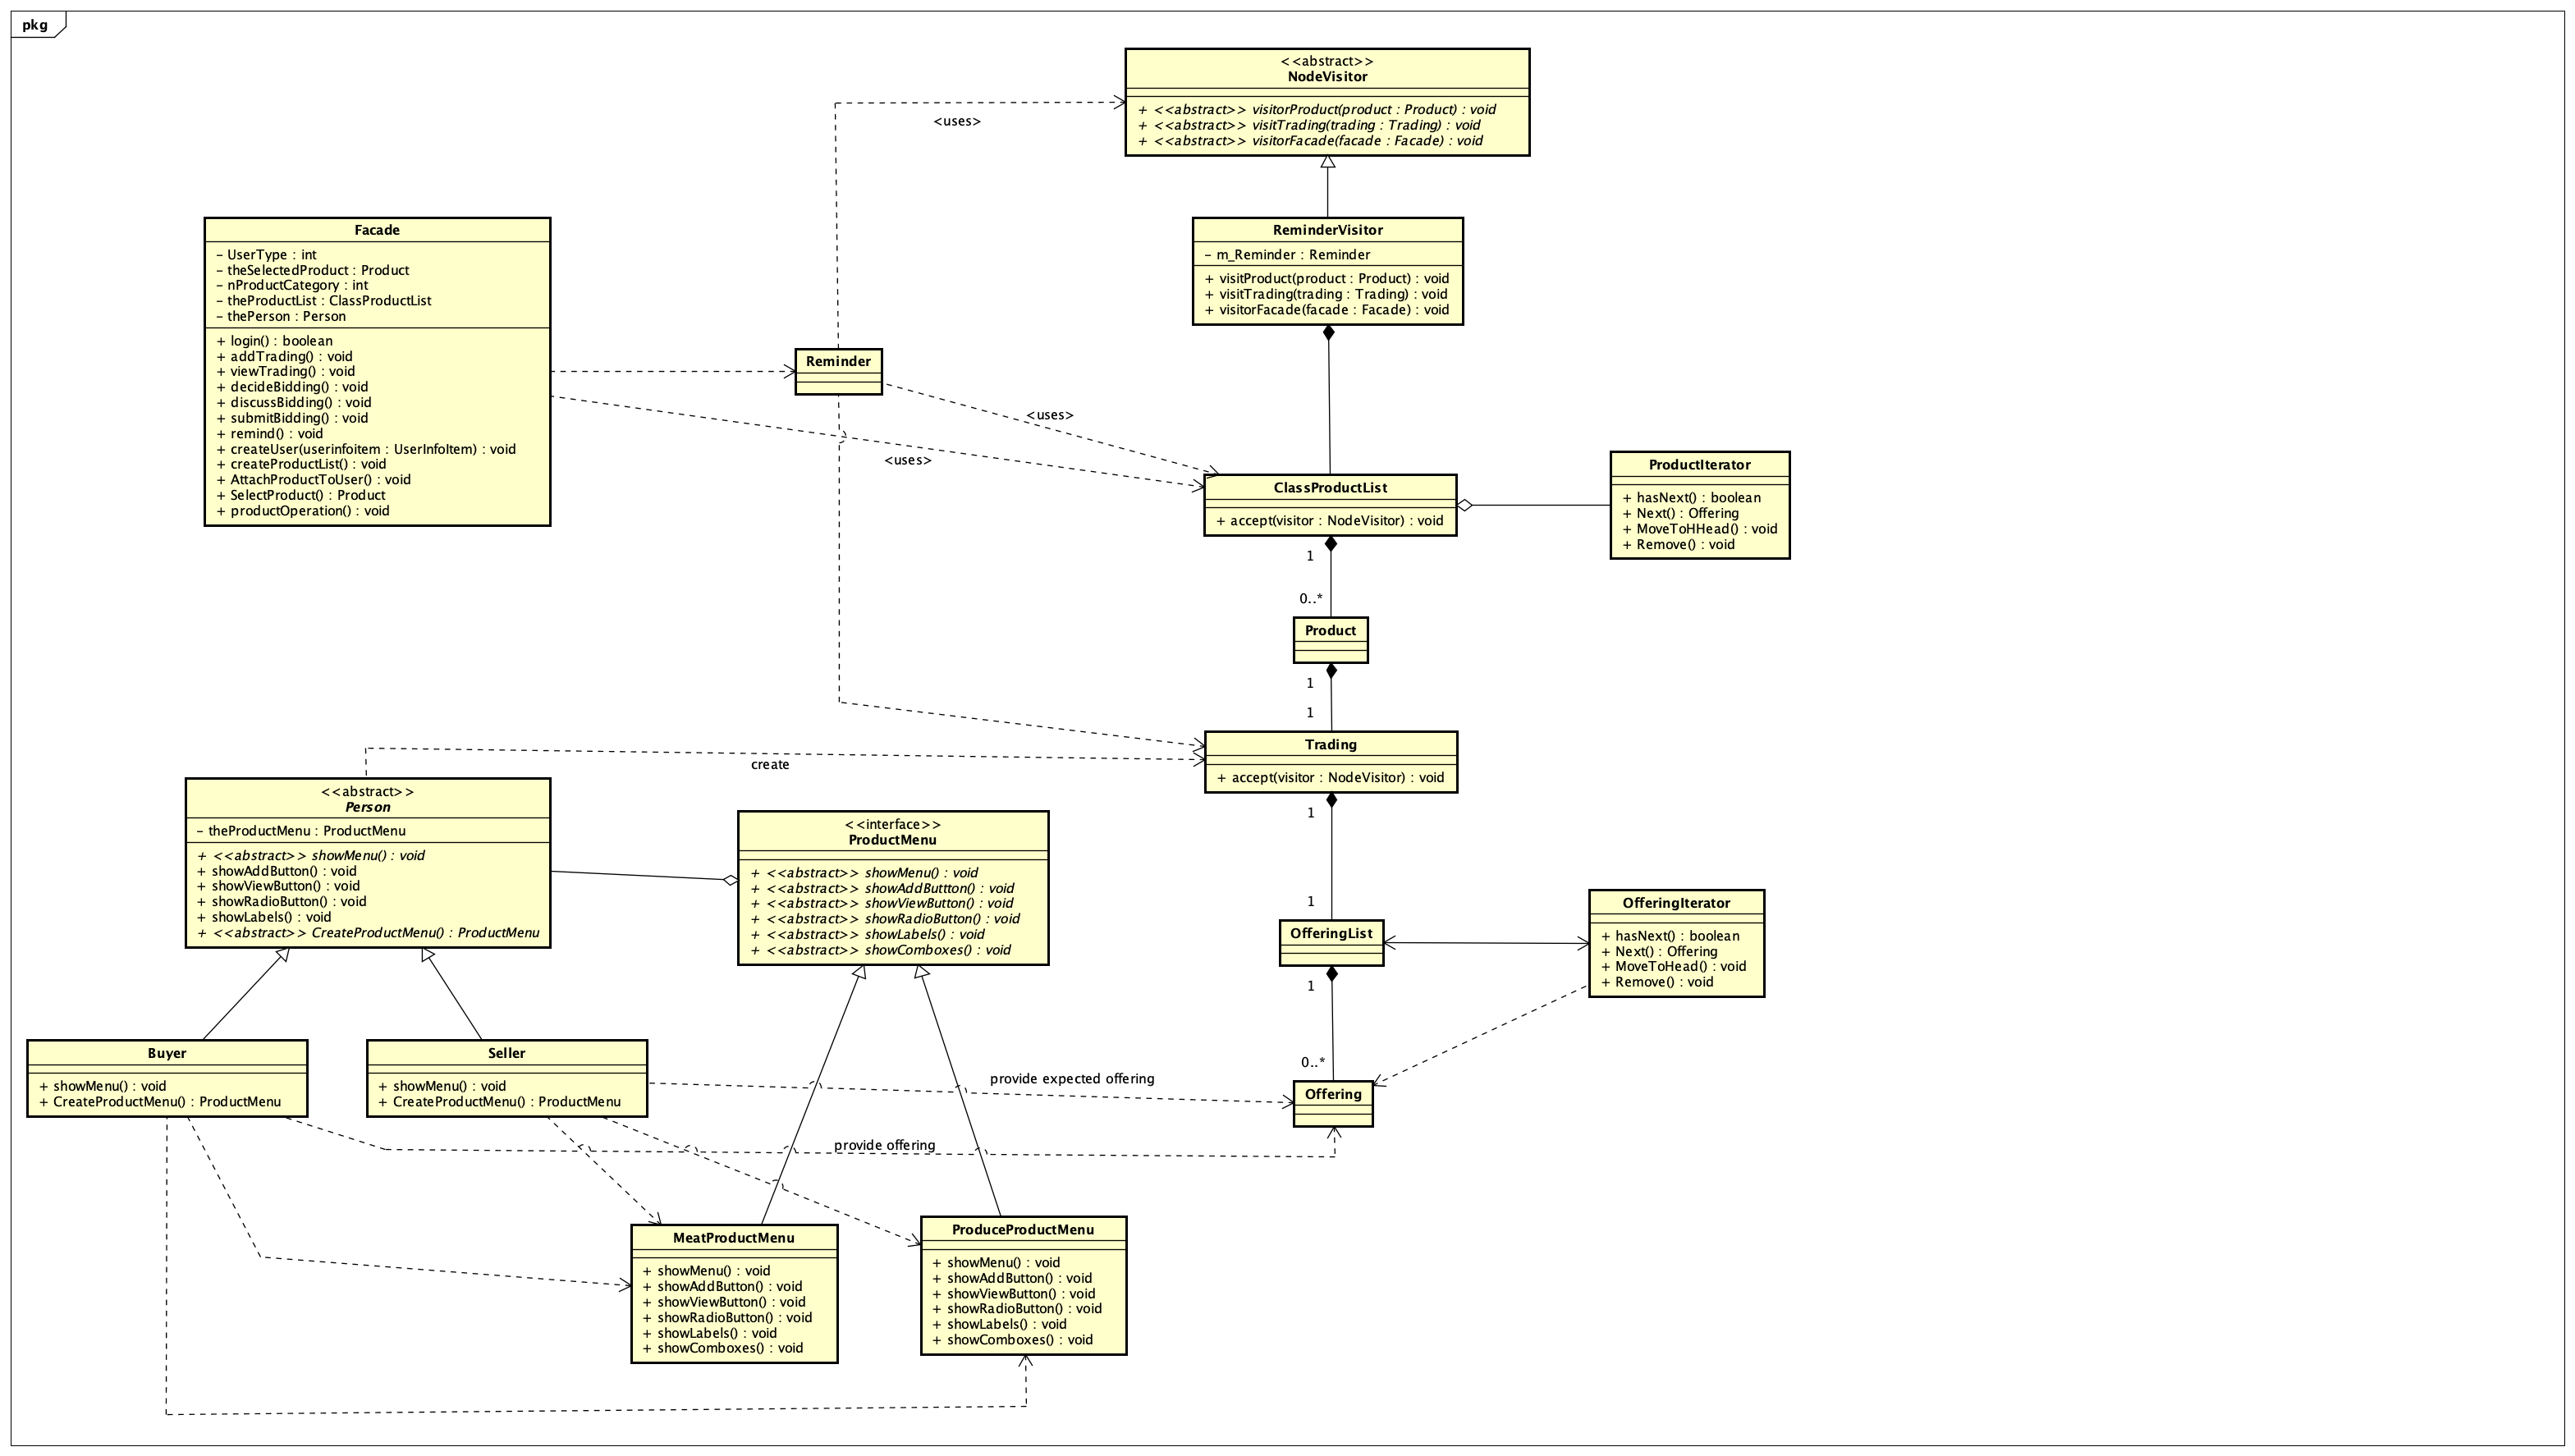 pkg
<<abstract>>
NodeVisitor
+ <<abstract>> visitorProduct(product : Product) : void
+ <<abstract>> visitTrading(trading : Trading) : void
+ <<abstract>> visitorFacade(facade : Facade) : void
<uses>
Facade
- UserType : int
- theSelectedProduct : Product
- nProductCategory : int
- theProductList : ClassProductList
- thePerson : Person
+ login() : boolean
+ addTrading() : void
+ viewTrading() : void
+ decideBidding() : void
+ discussBidding() : void
+ submitBidding() : void
+ remind() : void
+ createUser(userinfoitem : UserInfoItem) : void
+ createProductList() : void
+ AttachProductToUser() : void
+ SelectProduct() : Product
+ productOperation() : void
ReminderVisitor
- m_Reminder : Reminder
+ visitProduct(product : Product) : void
+ visitTrading(trading : Trading) : void
+ visitorFacade(facade : Facade) : void
Reminder
<uses>
<uses>
ClassProductList
+ accept(visitor : NodeVisitor) : void
ProductIterator
+ hasNext() : boolean
+ Next() : Offering
+ MoveToHHead() : void
+ Remove() : void
1
0..*
Product
1
1
Trading
+ accept(visitor : NodeVisitor) : void
create
<<abstract>>
Person
- theProductMenu : ProductMenu
+ <<abstract>> showMenu() : void
+ showAddButton() : void
+ showViewButton() : void
+ showRadioButton() : void
+ showLabels() : void
+ <<abstract>> CreateProductMenu() : ProductMenu
<<interface>>
ProductMenu
+ <<abstract>> showMenu() : void
+ <<abstract>> showAddButtton() : void
+ <<abstract>> showViewButton() : void
+ <<abstract>> showRadioButton() : void
+ <<abstract>> showLabels() : void
+ <<abstract>> showComboxes() : void
1
1
OfferingList
OfferingIterator
+ hasNext() : boolean
+ Next() : Offering
+ MoveToHead() : void
+ Remove() : void
1
0..*
Offering
Buyer
+ showMenu() : void
+ CreateProductMenu() : ProductMenu
Seller
+ showMenu() : void
+ CreateProductMenu() : ProductMenu
provide expected offering
provide offering
MeatProductMenu
+ showMenu() : void
+ showAddButton() : void
+ showViewButton() : void
+ showRadioButton() : void
+ showLabels() : void
+ showComboxes() : void
ProduceProductMenu
+ showMenu() : void
+ showAddButton() : void
+ showViewButton() : void
+ showRadioButton() : void
+ showLabels() : void
+ showComboxes() : void